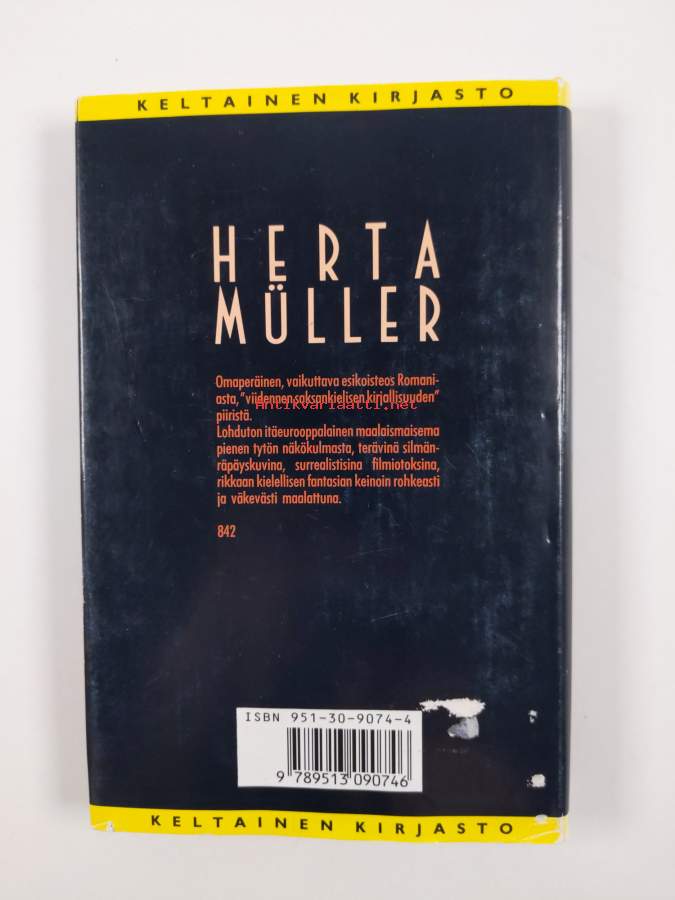 KELTAINEN KIRJASTO
HERTA
MÜLLER
Omaperäinen, vaikuttava esikoisteos Romani-
asta, "viidennen saksankielisen kirjallisuuden"
Antikvariaatti.net
piiristä.
Lohduton itäeurooppalainen maalaismaisema
pienen tytön näkökulmasta, terävinä silmän-
räpäyskuvina, surrealistisina filmiotoksina,
rikkaan kielellisen fantasian keinoin rohkeasti
ja väkevästi maalattuna.
842
ISBN 951-30-9074-4
9 789513 090746
KELTAINEN KIRJASTO